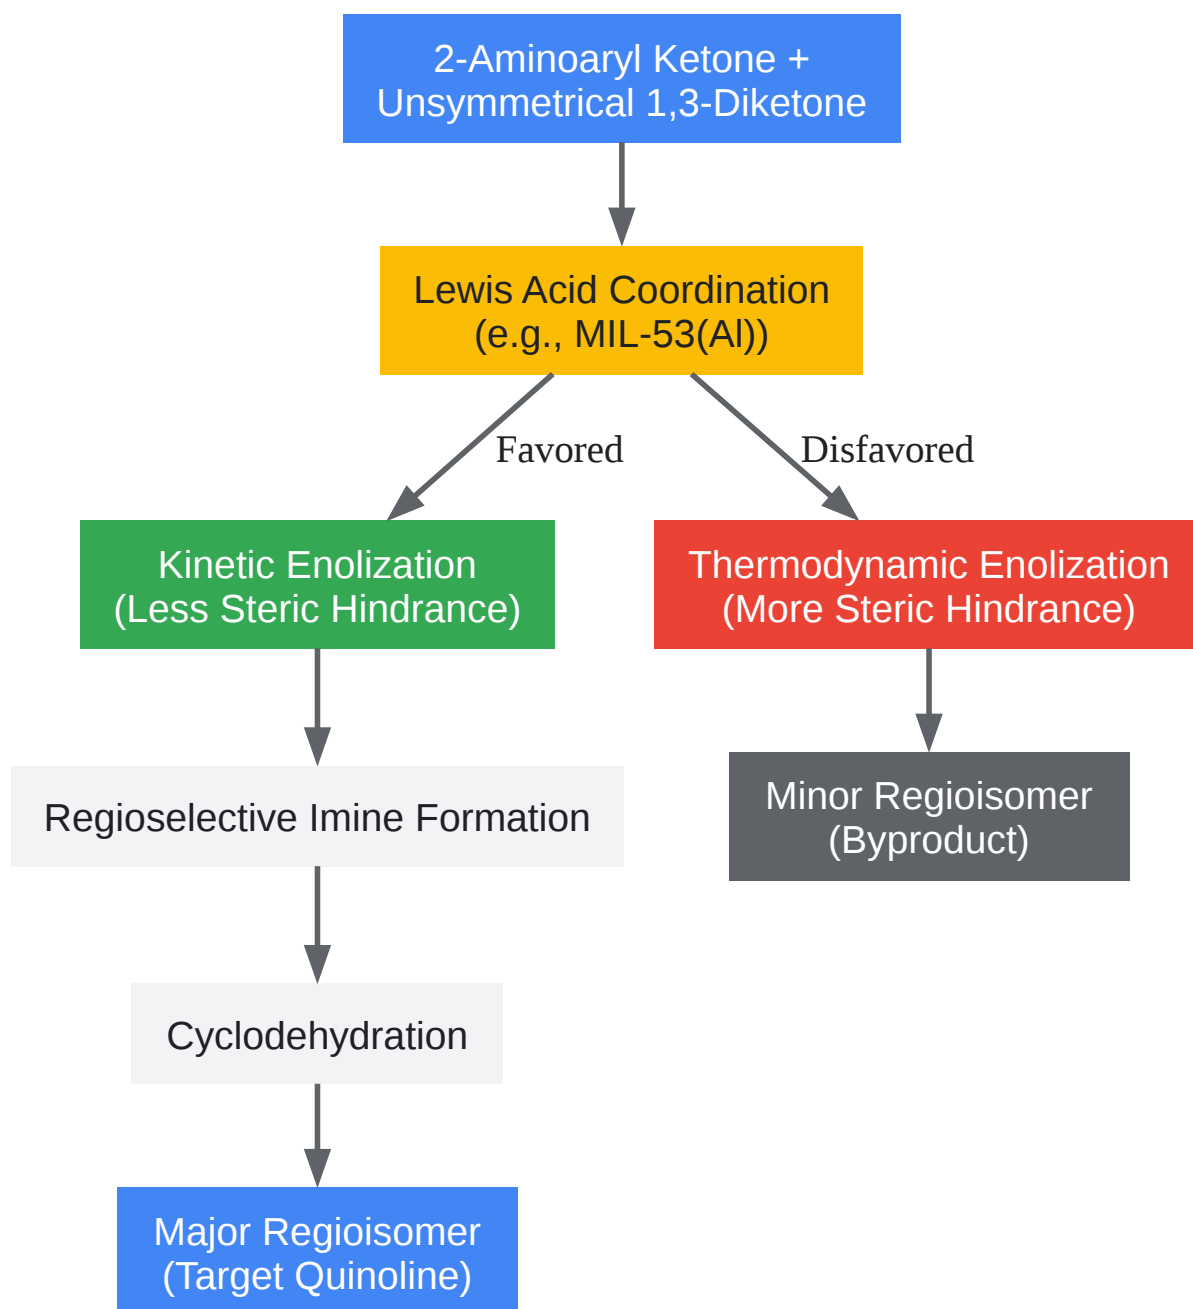 2-Aminoaryl Ketone +
Unsymmetrical 1,3-Diketone
Lewis Acid Coordination
(e.g., MIL-53(Al))
Favored
Disfavored
Kinetic Enolization
(Less Steric Hindrance)
Thermodynamic Enolization
(More Steric Hindrance)
Regioselective Imine Formation
Minor Regioisomer
(Byproduct)
Cyclodehydration
Major Regioisomer
(Target Quinoline)